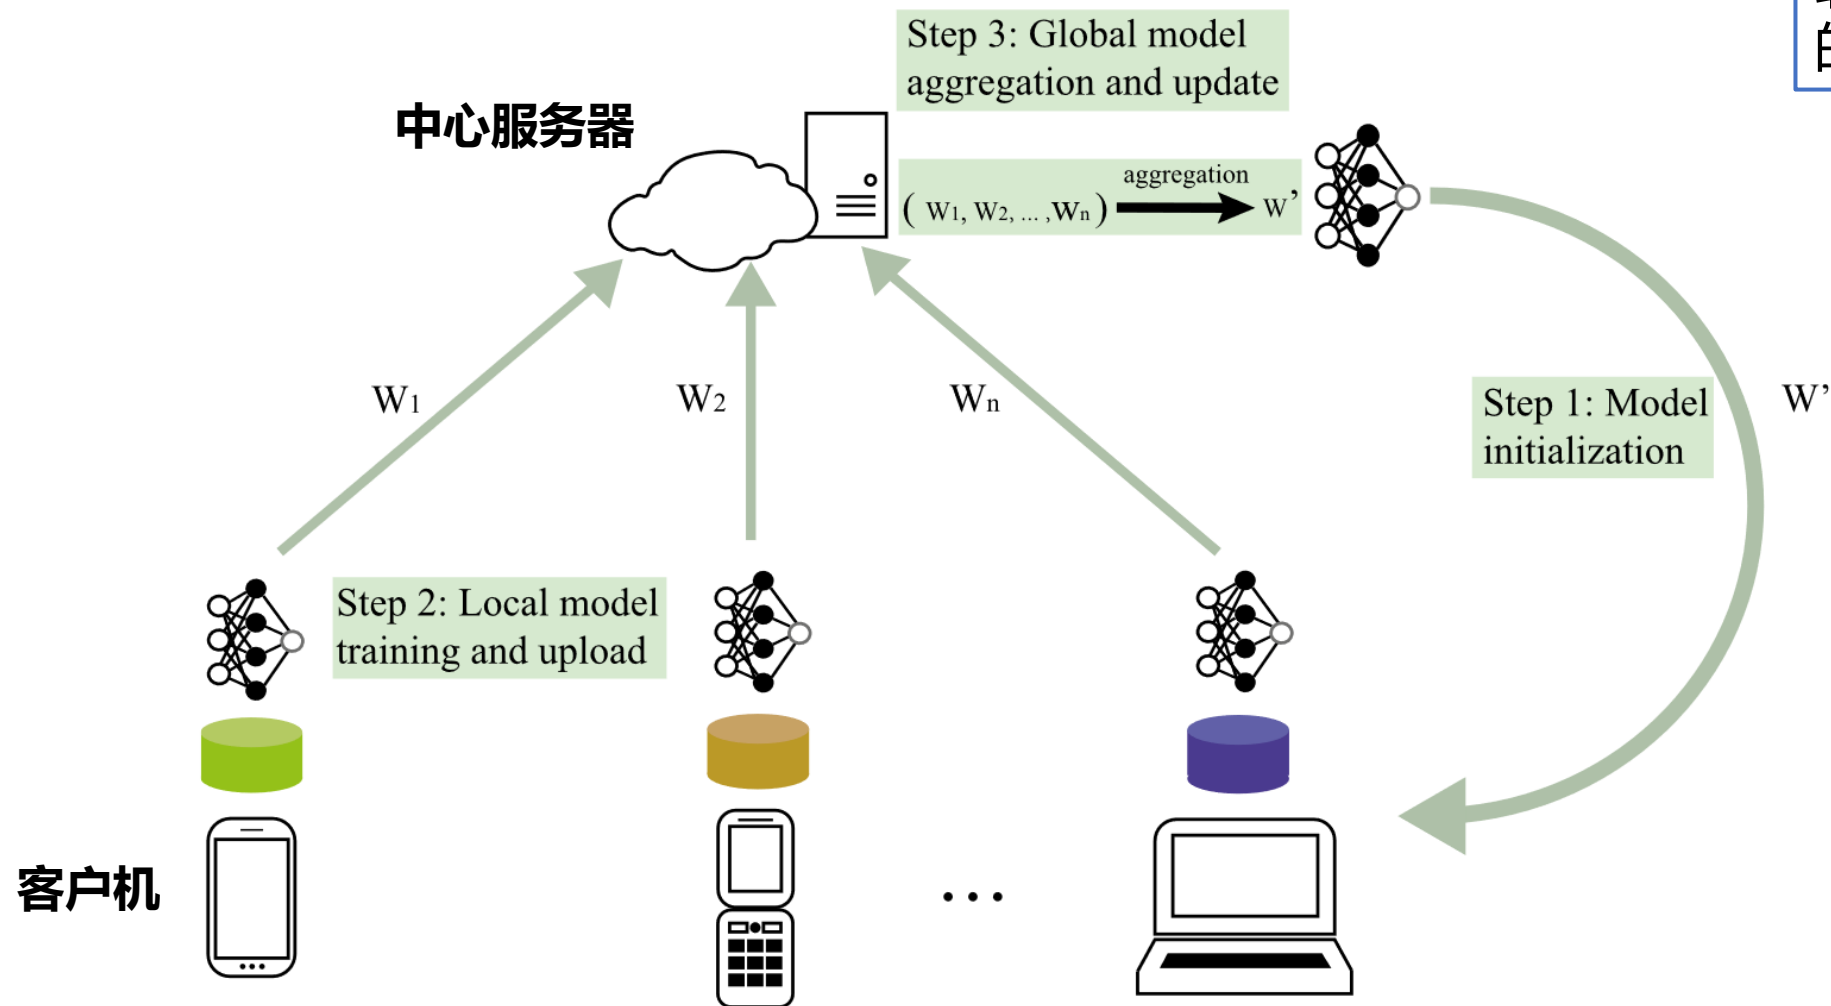 Step 3: Global model
aggregation and update
中心服务器
aggregation
( W1, W2, ... ,Wn ) W'
W1
W2
Wn
Step 1: Model
initialization
W'
Step 2: Local model
training and upload
客户机
...